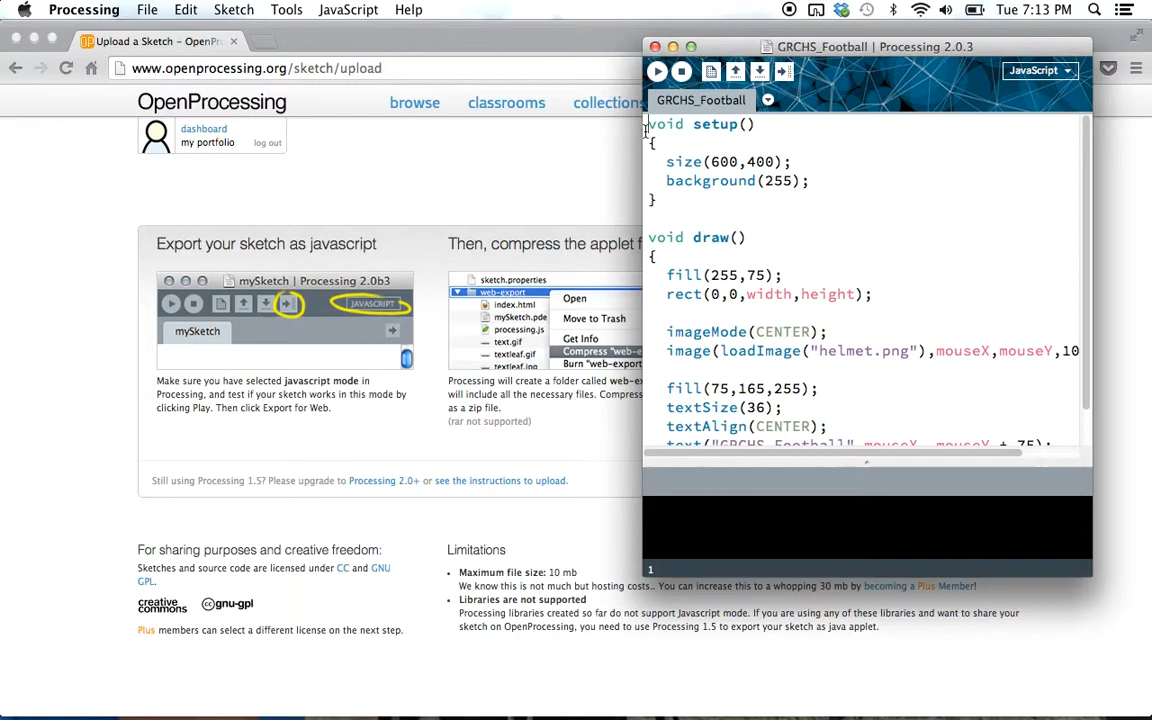 Processing File Edit Sketch Tools JavaScript Help Tue 7:13 PM
Upload a Sketch – OpenPr
www.openprocessing.org/sketch/upload
OpenProcessing browse classrooms collections
dashboard
my portfolio log out
Export your sketch as javascript
mySketch | Processing 2.0b3
JAVASCRIPT
mySketch
Make sure you have selected javascript mode in
Processing, and test if your sketch works in this mode by
clicking Play. Then click Export for Web.
Then, compress the applet f
sketch.properties
web-export
index.html
mySketch.pde
processing.js
text.gif
textleaf.gif
textleaf.jpg
Open
Move to Trash
Get Info
Compress "web-e
Burn "web-export
Processing will create a folder called web-ex
will include all the necessary files. Compress
as a zip file.
(rar not supported)
Still using Processing 1.5? Please upgrade to Processing 2.0+ or see the instructions to upload.
For sharing purposes and creative freedom:
Sketches and source code are licensed under CC and GNU
GPL.
creative commons gnu-gpl
Plus members can select a different license on the next step.
Limitations
Maximum file size: 10 mb
We know this is not much but hosting costs.. You can increase this to a whopping 30 mb by becoming a Plus Member!
Libraries are not supported
Processing libraries created so far do not support Javascript mode. If you are using any of these libraries and want to share your
sketch on OpenProcessing, you need to use Processing 1.5 to export your sketch as java applet.
GRCHS_Football | Processing 2.0.3
JavaScript
GRCHS_Football
void setup()
{
size(600,400);
background(255);
}
void draw()
{
fill(255,75);
rect(0,0,width,height);
imageMode(CENTER);
image(loadImage("helmet.png"),mouseX,mouseY,10
fill(75,165,255);
textSize(36);
textAlign(CENTER);
text("GRCHS Football",mouseX, mouseY + 75);
1